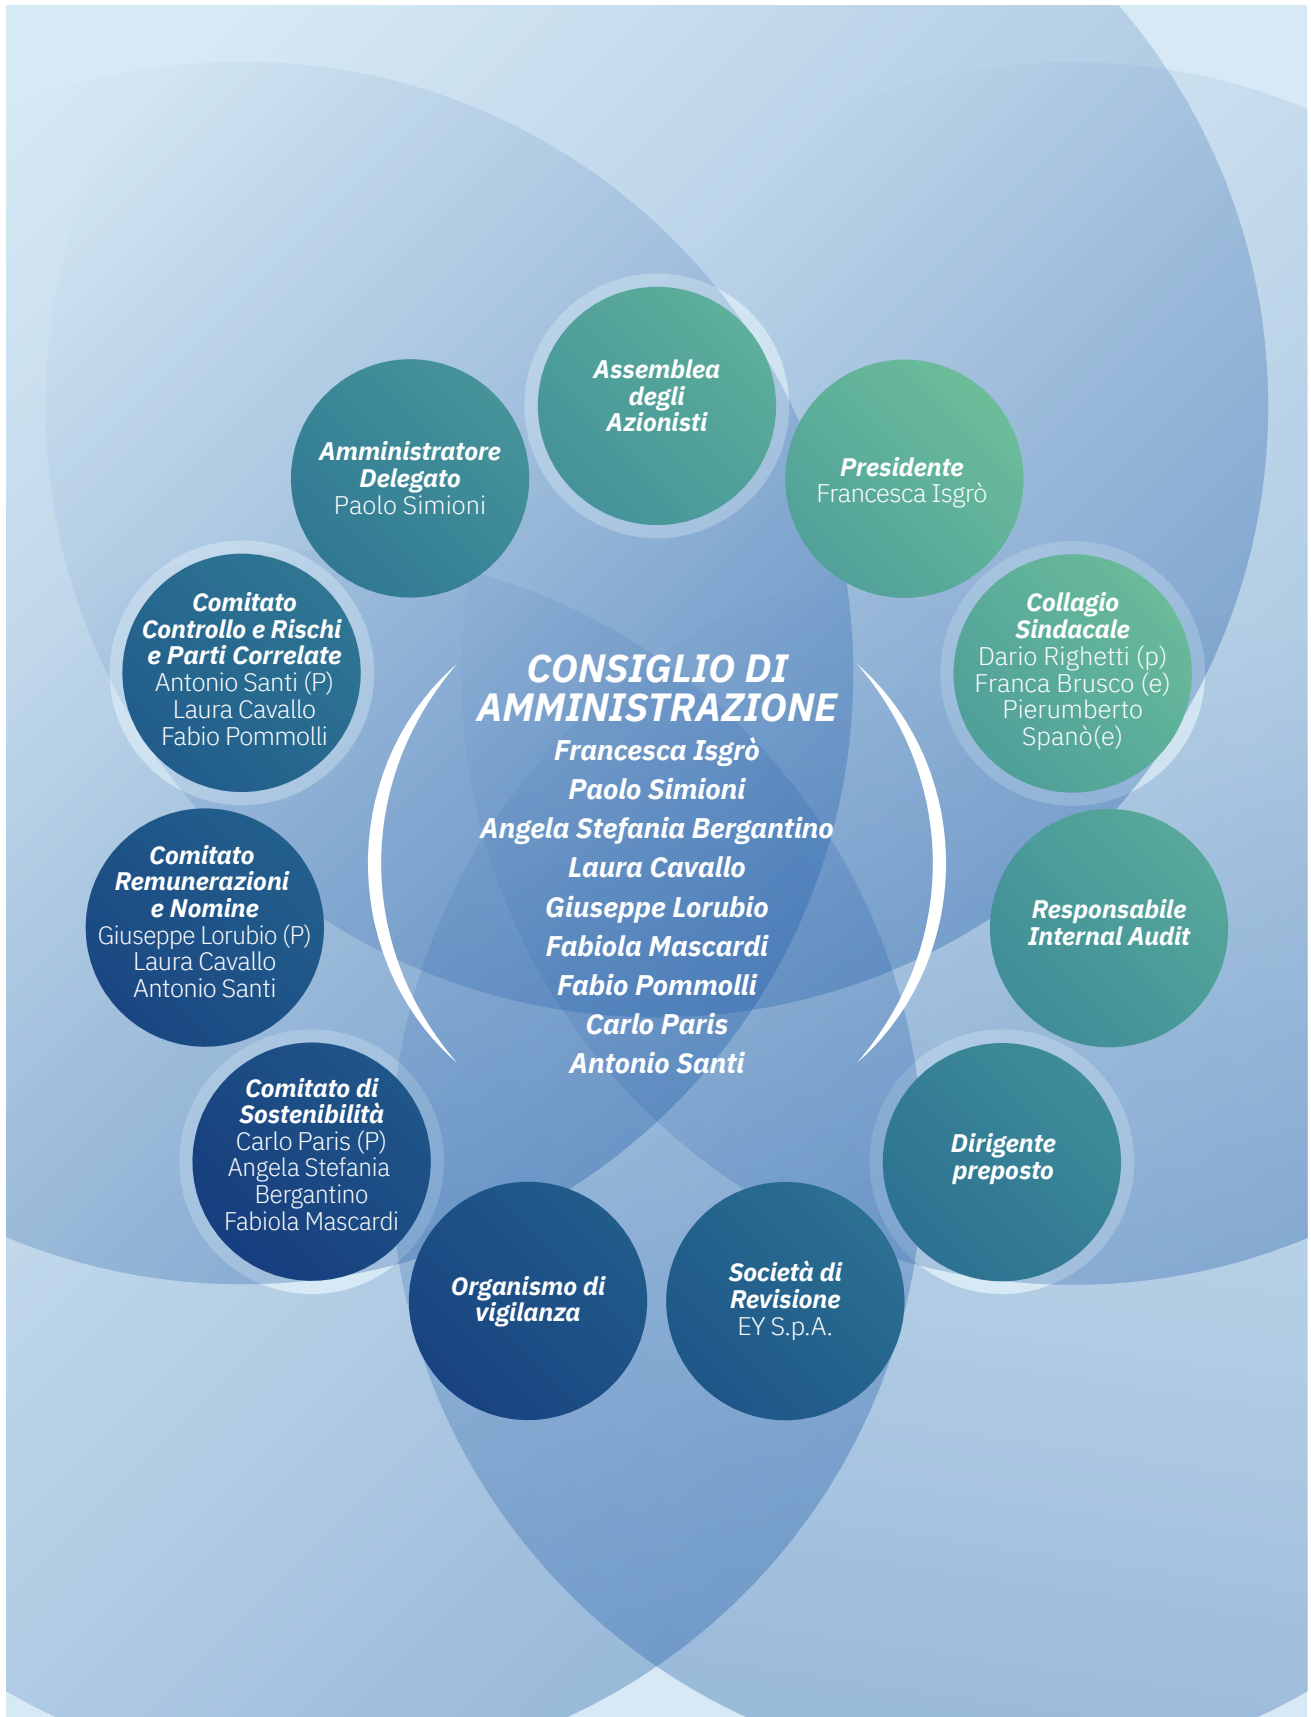 Assemblea
degli
Azionisti
Amministratore
Delegato
Paolo Simioni
Presidente
Francesca Isgrò
Comitato
Controllo e Rischi
e Parti Correlate
Antonio Santi (P)
Laura Cavallo
Fabio Pommolli
Collagio
Sindacale
Dario Righetti (p)
Franca Brusco (e)
Pierumberto
Spanò(e)
CONSIGLIO DI
AMMINISTRAZIONE
Francesca Isgrò
Paolo Simioni
Angela Stefania Bergantino
Laura Cavallo
Giuseppe Lorubio
Fabiola Mascardi
Fabio Pommolli
Carlo Paris
Antonio Santi
Comitato
Remunerazioni
e Nomine
Giuseppe Lorubio (P)
Laura Cavallo
Antonio Santi
Responsabile
Internal Audit
Comitato di
Sostenibilità
Carlo Paris (P)
Angela Stefania
Bergantino
Fabiola Mascardi
Dirigente
preposto
Organismo di
vigilanza
Società di
Revisione
EY S.p.A.